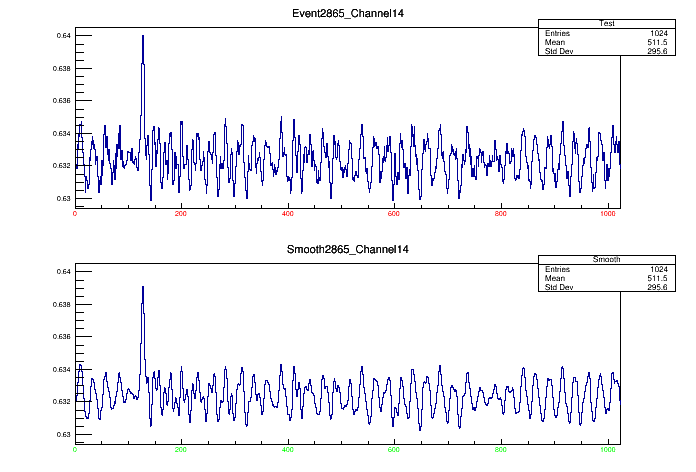 Event2865_Channel14
Test
Entries 1024
Mean 511.5
Std Dev 295.6
0.64
0.638
0.636
0.634
0.632
0.63
0 200 400 600 800 1000
Smooth2865_Channel14
Smooth
Entries 1024
Mean 511.5
Std Dev 295.6
0.64
0.638
0.636
0.634
0.632
0.63
0 200 400 600 800 1000